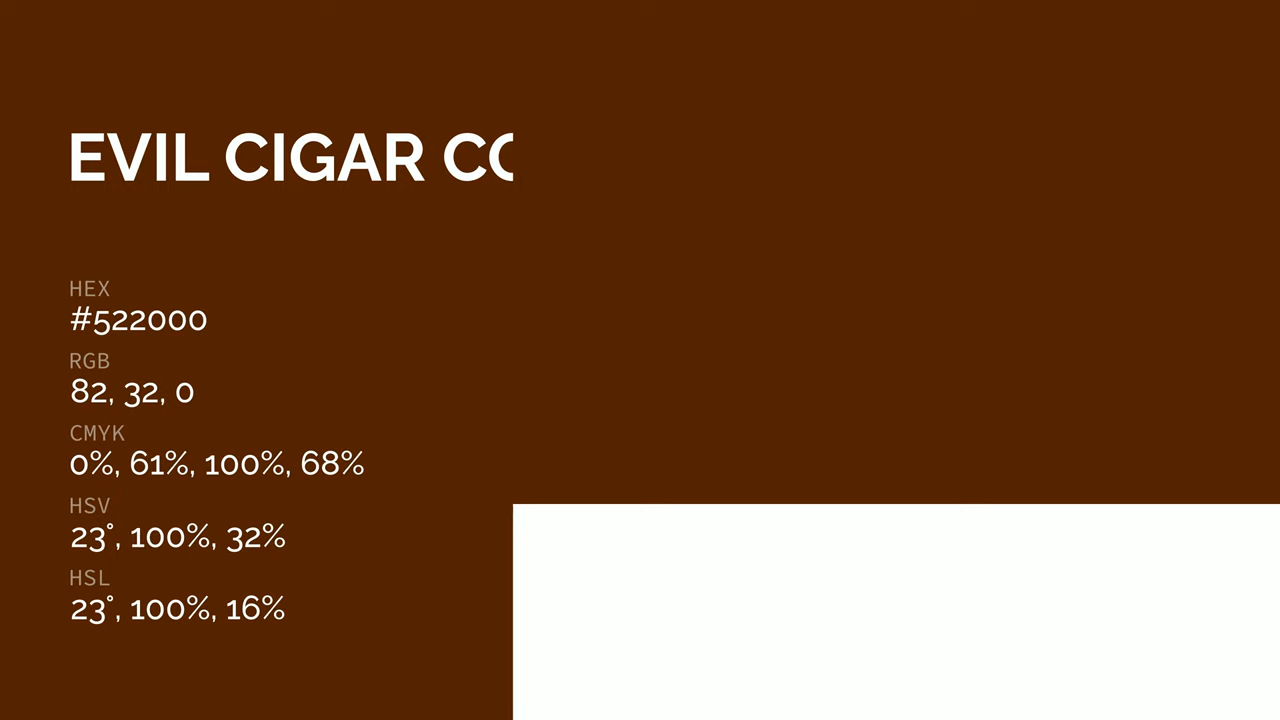 EVIL CIGAR
HEX
#522000
RGB
82, 32, 0
CMYK
0%, 61%, 100%, 68%
HSV
23°, 100%, 32%
HSL
23°, 100%, 16%